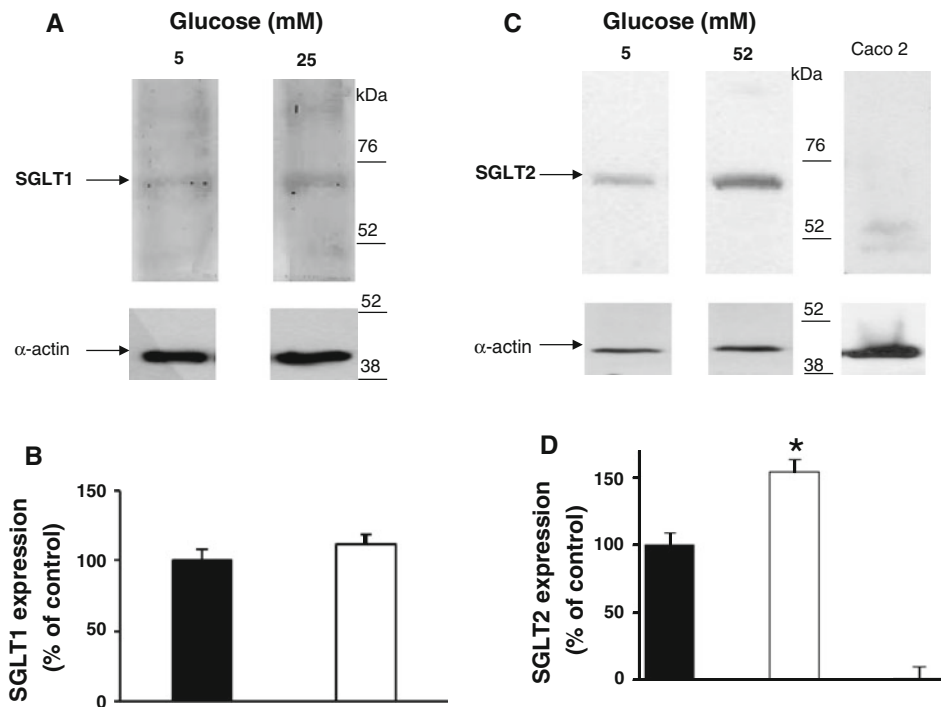 A
Glucose (mM)
5
25
kDa
76
SGLT1
52
52
α-actin
38
B
SGLT1 expression
(% of control)
150
100
50
0
C
Glucose (mM)
5
52
Caco 2
kDa
76
SGLT2
52
52
α-actin
38
D
SGLT2 expression
(% of control)
150
100
50
0
*